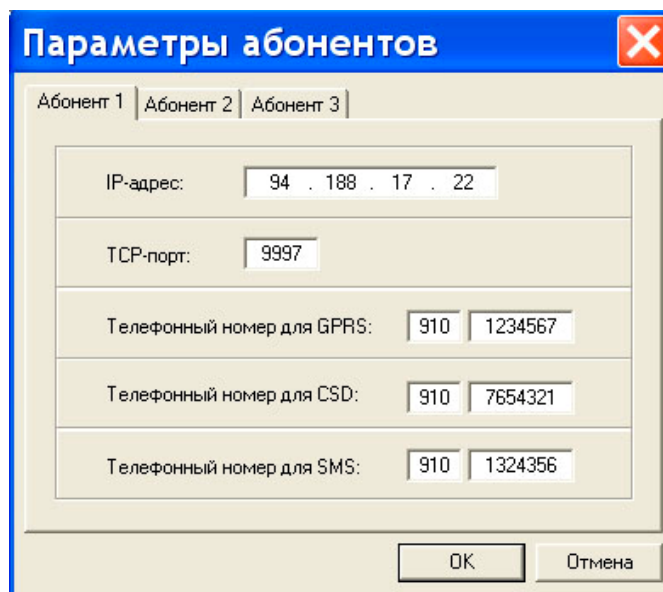 Параметры абонентов
Абонент 1 Абонент 2 Абонент 3
IP-адрес: 94 . 188 . 17 . 22
TCP-порт: 9997
Телефонный номер для GPRS: 910 1234567
Телефонный номер для CSD: 910 7654321
Телефонный номер для SMS: 910 1324356
OK Отмена